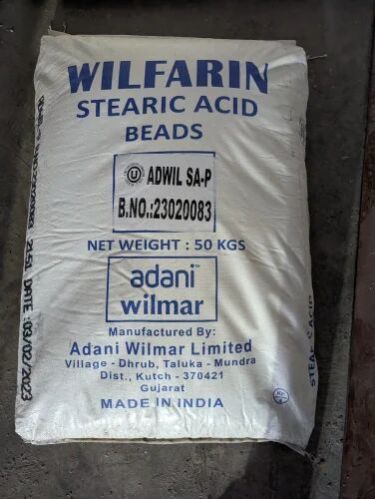 WILFARIN
STEARIC ACID
BEADS
U ADWIL SA-P
B.NO.:23020083
NET WEIGHT : 50 KGS
adani
wilmar
Manufactured By:
Adani Wilmar Limited
Village - Dhrub, Taluka - Mundra
Dist., Kutch - 370421
Gujarat
MADE IN INDIA
DATE :03/02/2023
ACID